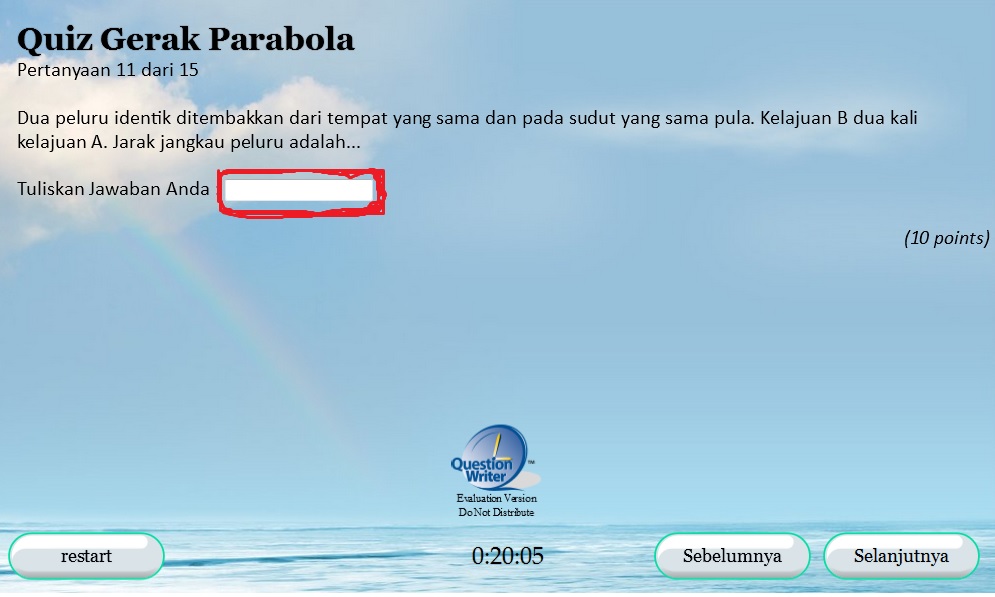 Quiz Gerak Parabola
Pertanyaan 11 dari 15
Dua peluru identik ditembakkan dari tempat yang sama dan pada sudut yang sama pula. Kelajuan B dua kali
kelajuan A. Jarak jangkau peluru adalah...
Tuliskan Jawaban Anda :
(10 points)
Question
Writer
TM
Evaluation Version
Do Not Distribute
restart
0:20:05
Sebelumnya
Selanjutnya